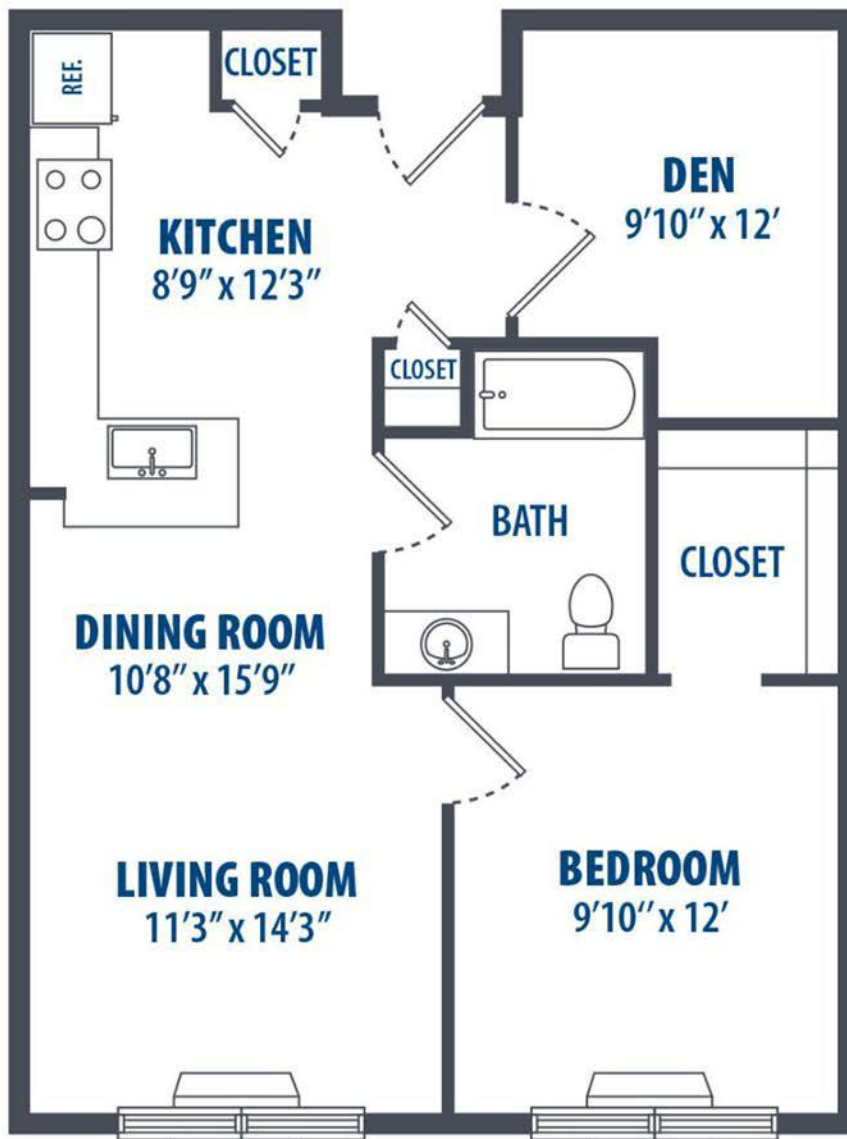 REF.
CLOSET
DEN
9'10" x 12'
KITCHEN
8'9" x 12'3"
CLOSET
BATH
CLOSET
DINING ROOM
10'8" x 15'9"
LIVING ROOM
11'3" x 14'3"
BEDROOM
9'10" x 12'